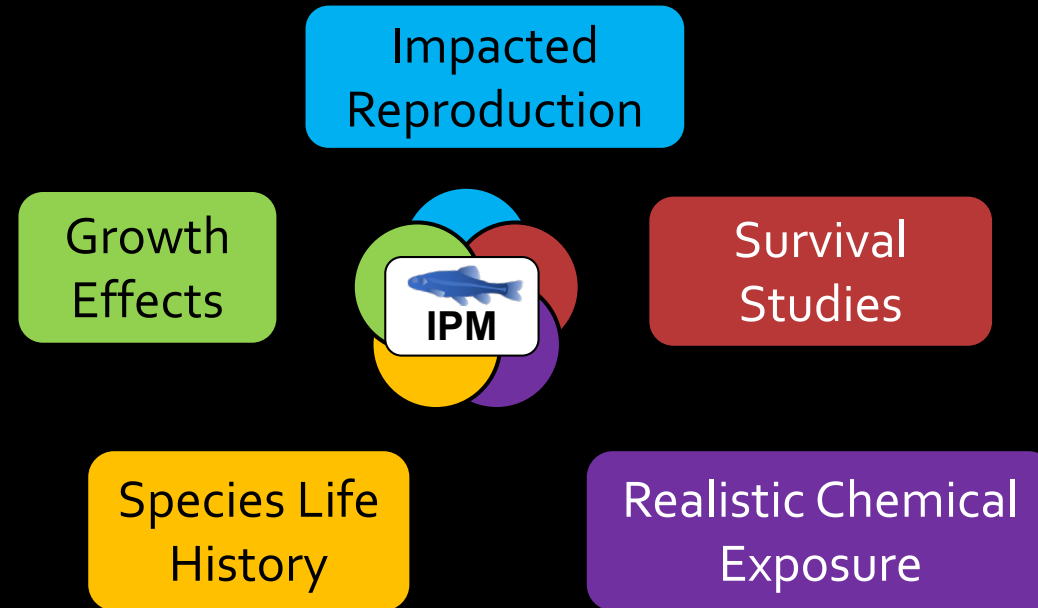 Impacted
Reproduction
Growth
Effects
Survival
Studies
IPM
Species Life
History
Realistic Chemical
Exposure